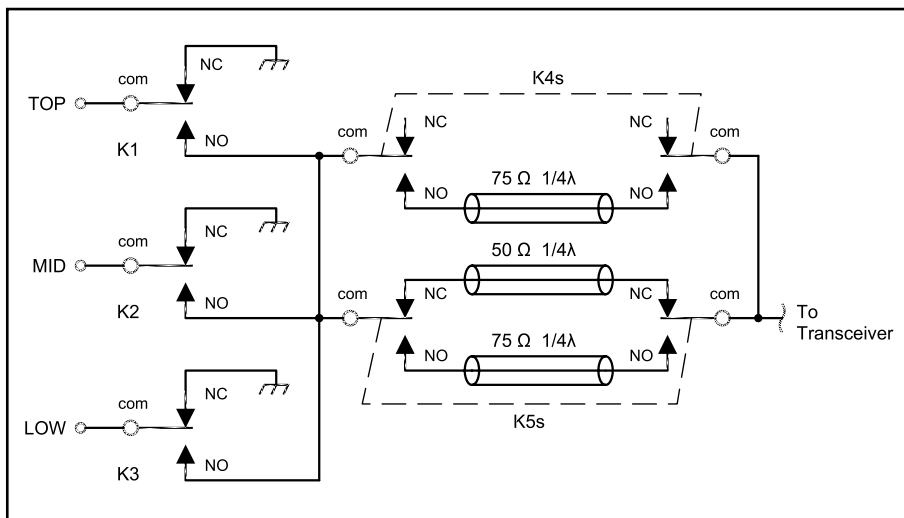 K4s
NC
com
TOP
NO
K1
com
NC
NC
com
75 Ω 1/4λ
NO
NO
NC
com
MID
NO
K2
50 Ω 1/4λ
com
NC
NC
com
To
Transceiver
75 Ω 1/4λ
NO
NO
K5s
NC
com
LOW
NO
K3